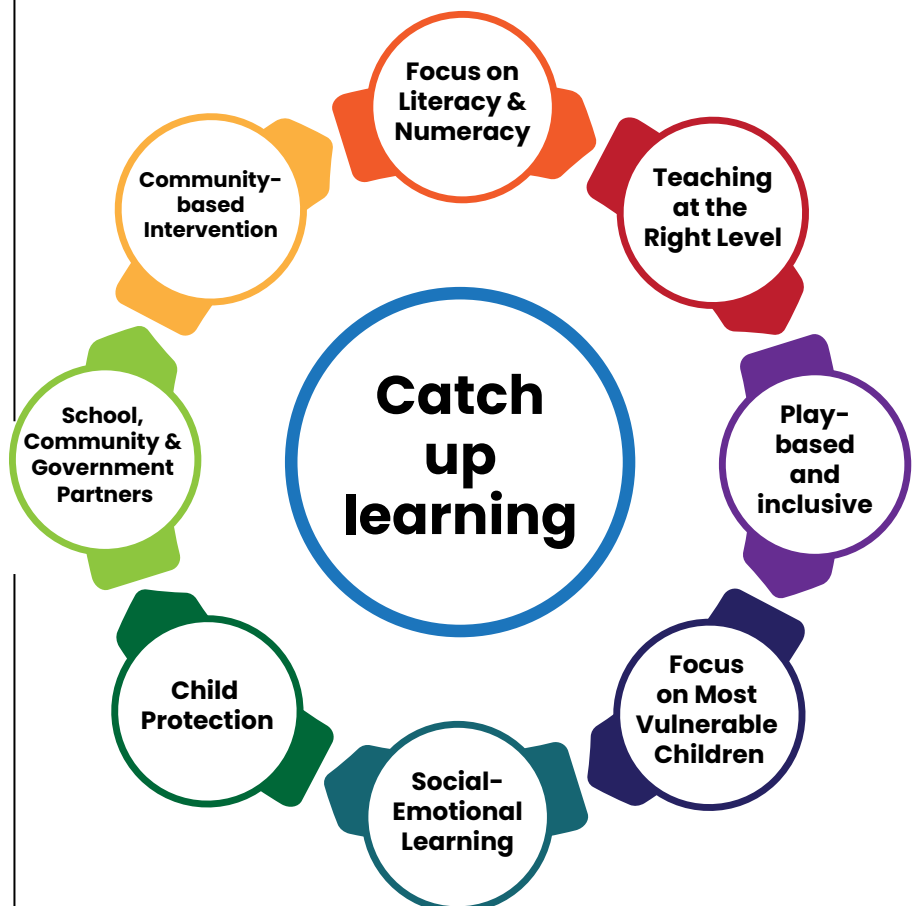 Focus on
Literacy &
Numeracy
Teaching
at the
Right Level
Play-
based
and
inclusive
Focus
on Most
Vulnerable
Children
Social-
Emotional
Learning
Child
Protection
School,
Community &
Government
Partners
Community-
based
Intervention
Catch
up
learning